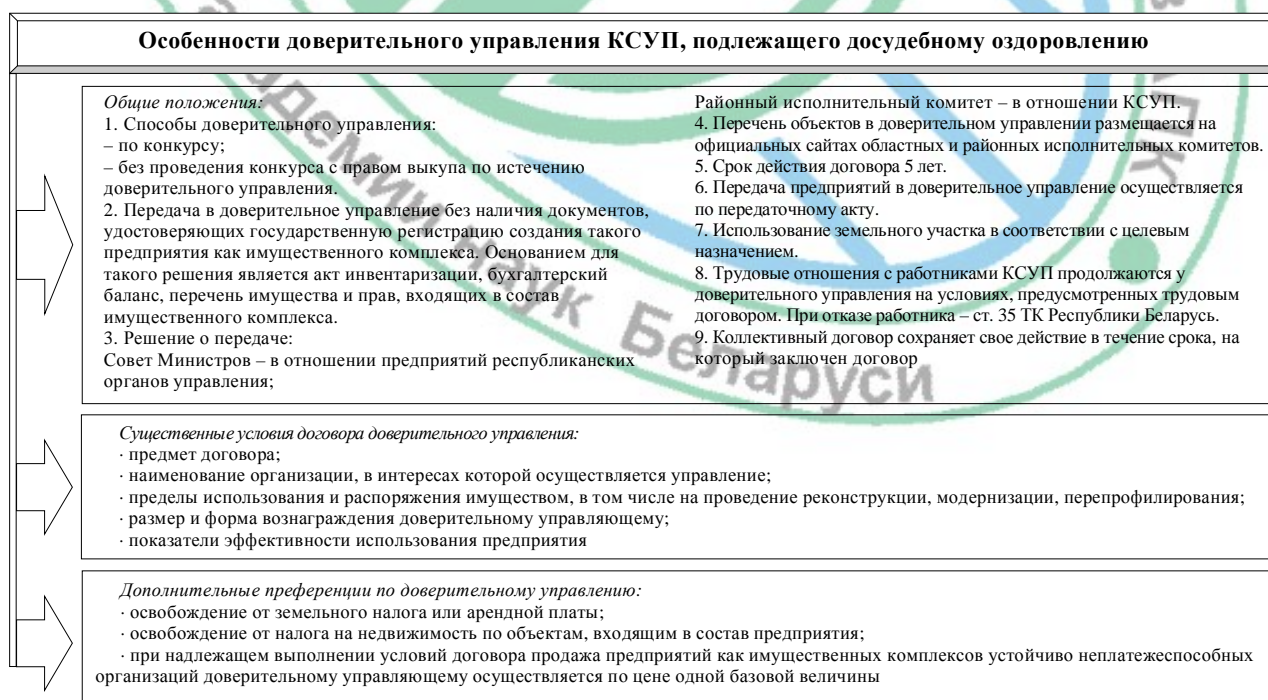 Особенности доверительного управления КСУП, подлежащего досудебному оздоровлению
Общие положения:
1. Способы доверительного управления:
– по конкурсу;
– без проведения конкурса с правом выкупа по истечению
доверительного управления.
2. Передача в доверительное управление без наличия документов,
удостоверяющих государственную регистрацию создания такого
предприятия как имущественного комплекса. Основанием для
такого решения является акт инвентаризации, бухгалтерский
баланс, перечень имущества и прав, входящих в состав
имущественного комплекса.
3. Решение о передаче:
Совет Министров – в отношении предприятий республиканских
органов управления;
Районный исполнительный комитет – в отношении КСУП.
4. Перечень объектов в доверительном управлении размещается на
официальных сайтах областных и районных исполнительных комитетов.
5. Срок действия договора 5 лет.
6. Передача предприятий в доверительное управление осуществляется
по передаточному акту.
7. Использование земельного участка в соответствии с целевым
назначением.
8. Трудовые отношения с работниками КСУП продолжаются у
доверительного управления на условиях, предусмотренных трудовым
договором. При отказе работника – ст. 35 ТК Республики Беларусь.
9. Коллективный договор сохраняет свое действие в течение срока, на
который заключен договор
Существенные условия договора доверительного управления:
· предмет договора;
· наименование организации, в интересах которой осуществляется управление;
· пределы использования и распоряжения имуществом, в том числе на проведение реконструкции, модернизации, перепрофилирования;
· размер и форма вознаграждения доверительному управляющему;
· показатели эффективности использования предприятия
Дополнительные преференции по доверительному управлению:
· освобождение от земельного налога или арендной платы;
· освобождение от налога на недвижимость по объектам, входящим в состав предприятия;
· при надлежащем выполнении условий договора продажа предприятий как имущественных комплексов устойчиво неплатежеспособных
организаций доверительному управляющему осуществляется по цене одной базовой величины
наук Беларуси